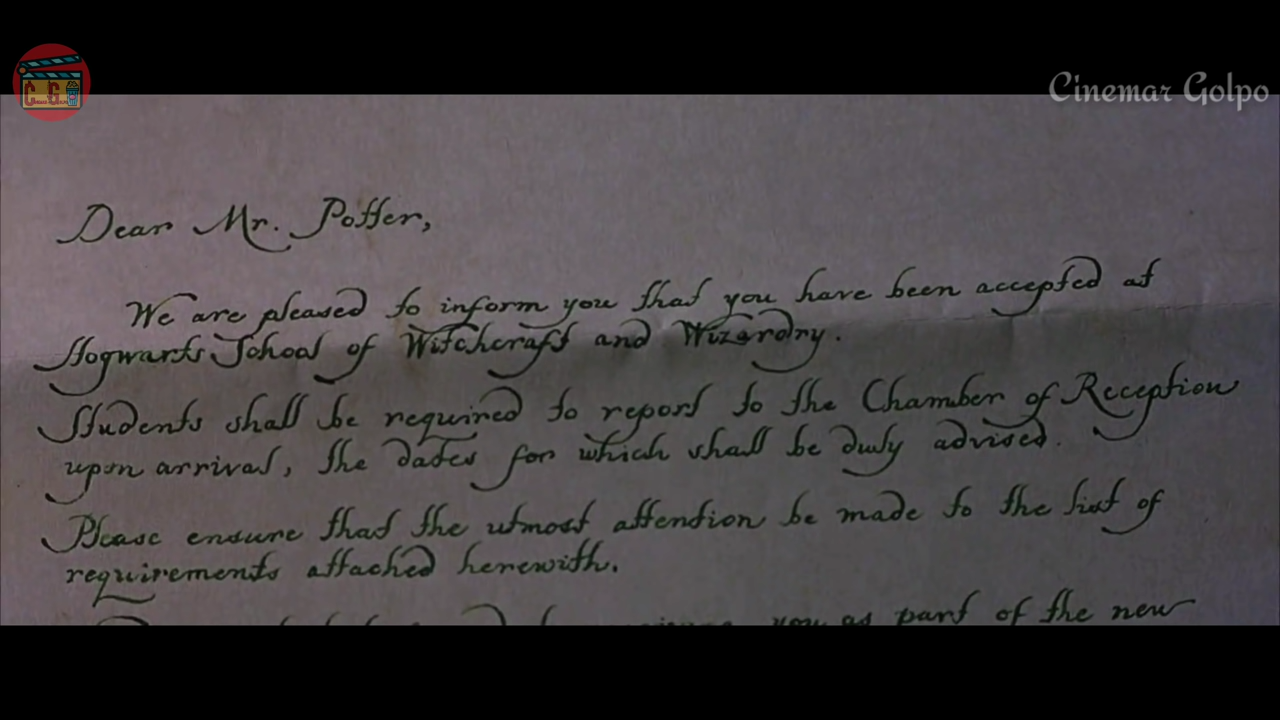 Cinemar Golpo
C G
Dear Mr. Potter,
We are pleased to inform you that you have been accepted at
Hogwarts School of Witchcraft and Wizardry.
Students shall be required to report to the Chamber of Reception
upon arrival, the dates for which shall be duly advised.
Please ensure that the utmost attention be made to the list of
requirements attached herewith.
you as part of the new